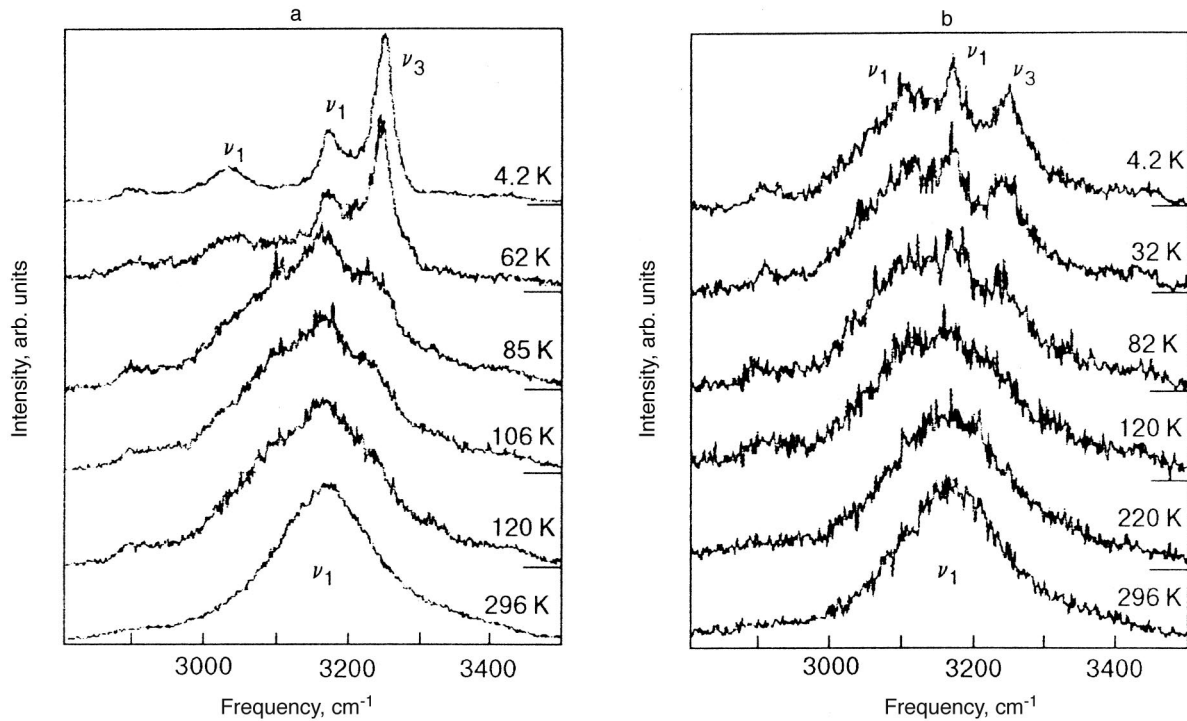 a
ν3
ν1
ν1
4.2 K
62 K
85 K
106 K
120 K
296 K
ν1
3000
3200
3400
Frequency, cm-1
Intensity, arb. units
b
ν1
ν1
ν3
4.2 K
32 K
82 K
120 K
220 K
296 K
ν1
3000
3200
3400
Frequency, cm-1
Intensity, arb. units